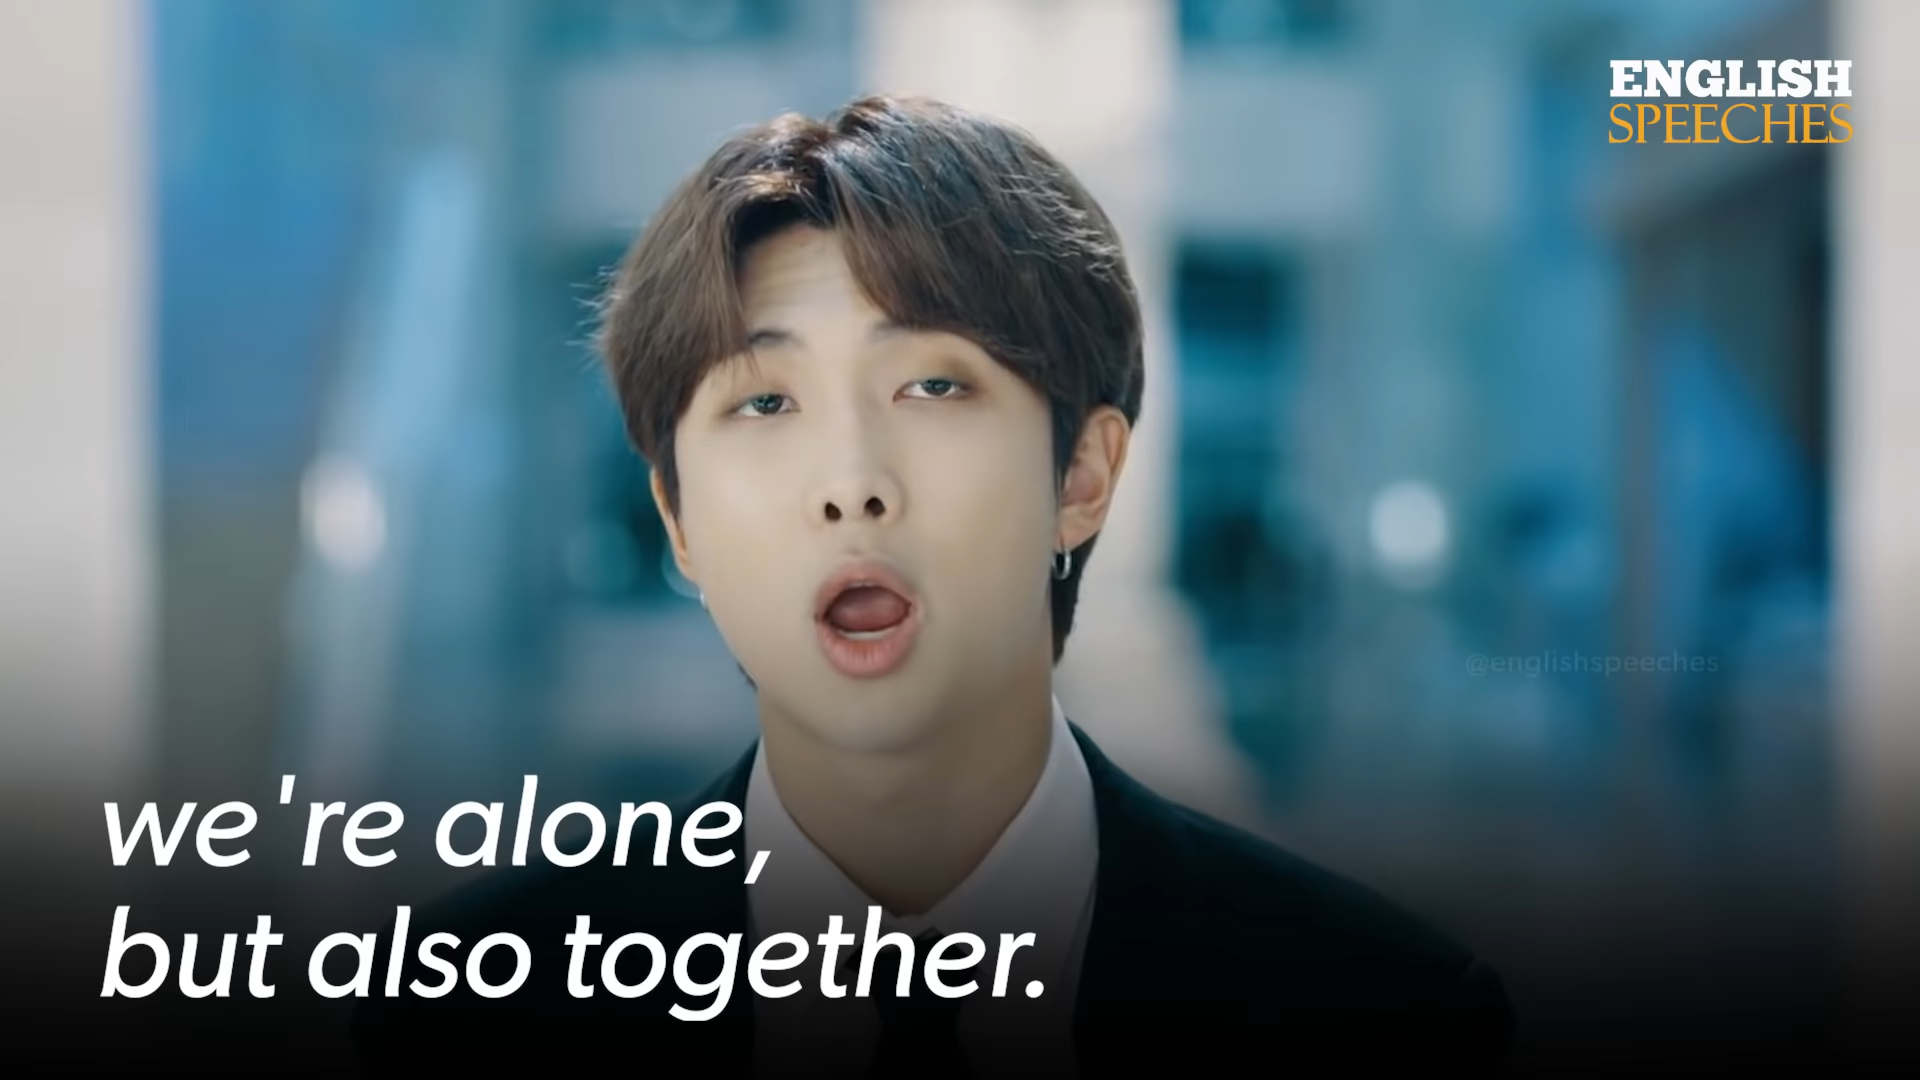 ENGLISH
SPEECHES
@englishspeeches
we're alone,
but also together.